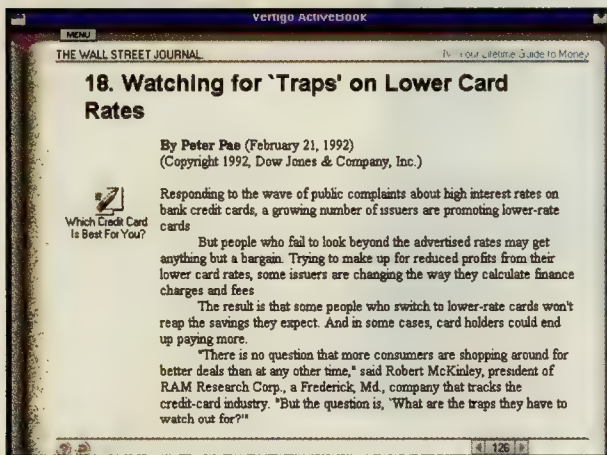 Vertigo ActiveBook
MENU
THE WALL STREET JOURNAL.
Your Lifetime Guide to Money
18. Watching for `Traps' on Lower Card
Rates
By Peter Pae (February 21, 1992)
(Copyright 1992, Dow Jones & Company, Inc.)
Which Credit Card
Is Best For You?
Responding to the wave of public complaints about high interest rates on
bank credit cards, a growing number of issuers are promoting lower-rate
cards
But people who fail to look beyond the advertised rates may get
anything but a bargain. Trying to make up for reduced profits from their
lower card rates, some issuers are changing the way they calculate finance
charges and fees
The result is that some people who switch to lower-rate cards won't
reap the savings they expect. And in some cases, card holders could end
up paying more.
"There is no question that more consumers are shopping around for
better deals than at any other time," said Robert McKinley, president of
RAM Research Corp., a Frederick, Md., company that tracks the
credit-card industry. "But the question is, `What are the traps they have to
watch out for?'"
126